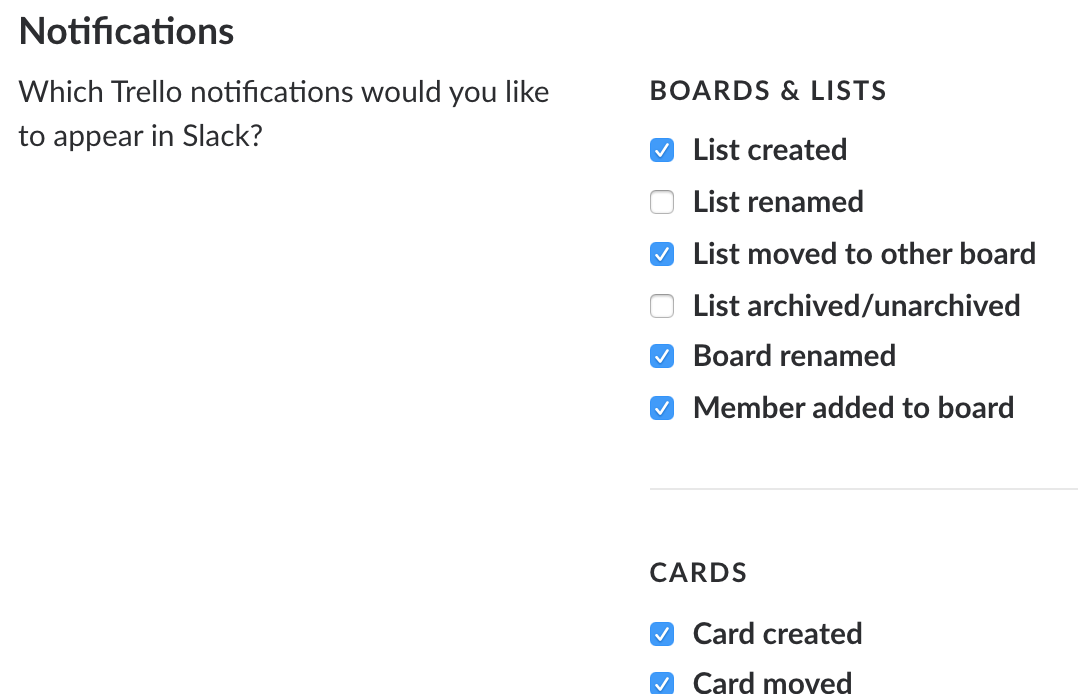 Notifications
Which Trello notifications would you like
to appear in Slack?
BOARDS & LISTS
List created
List renamed
List moved to other board
List archived/unarchived
Board renamed
Member added to board
CARDS
Card created
Card moved